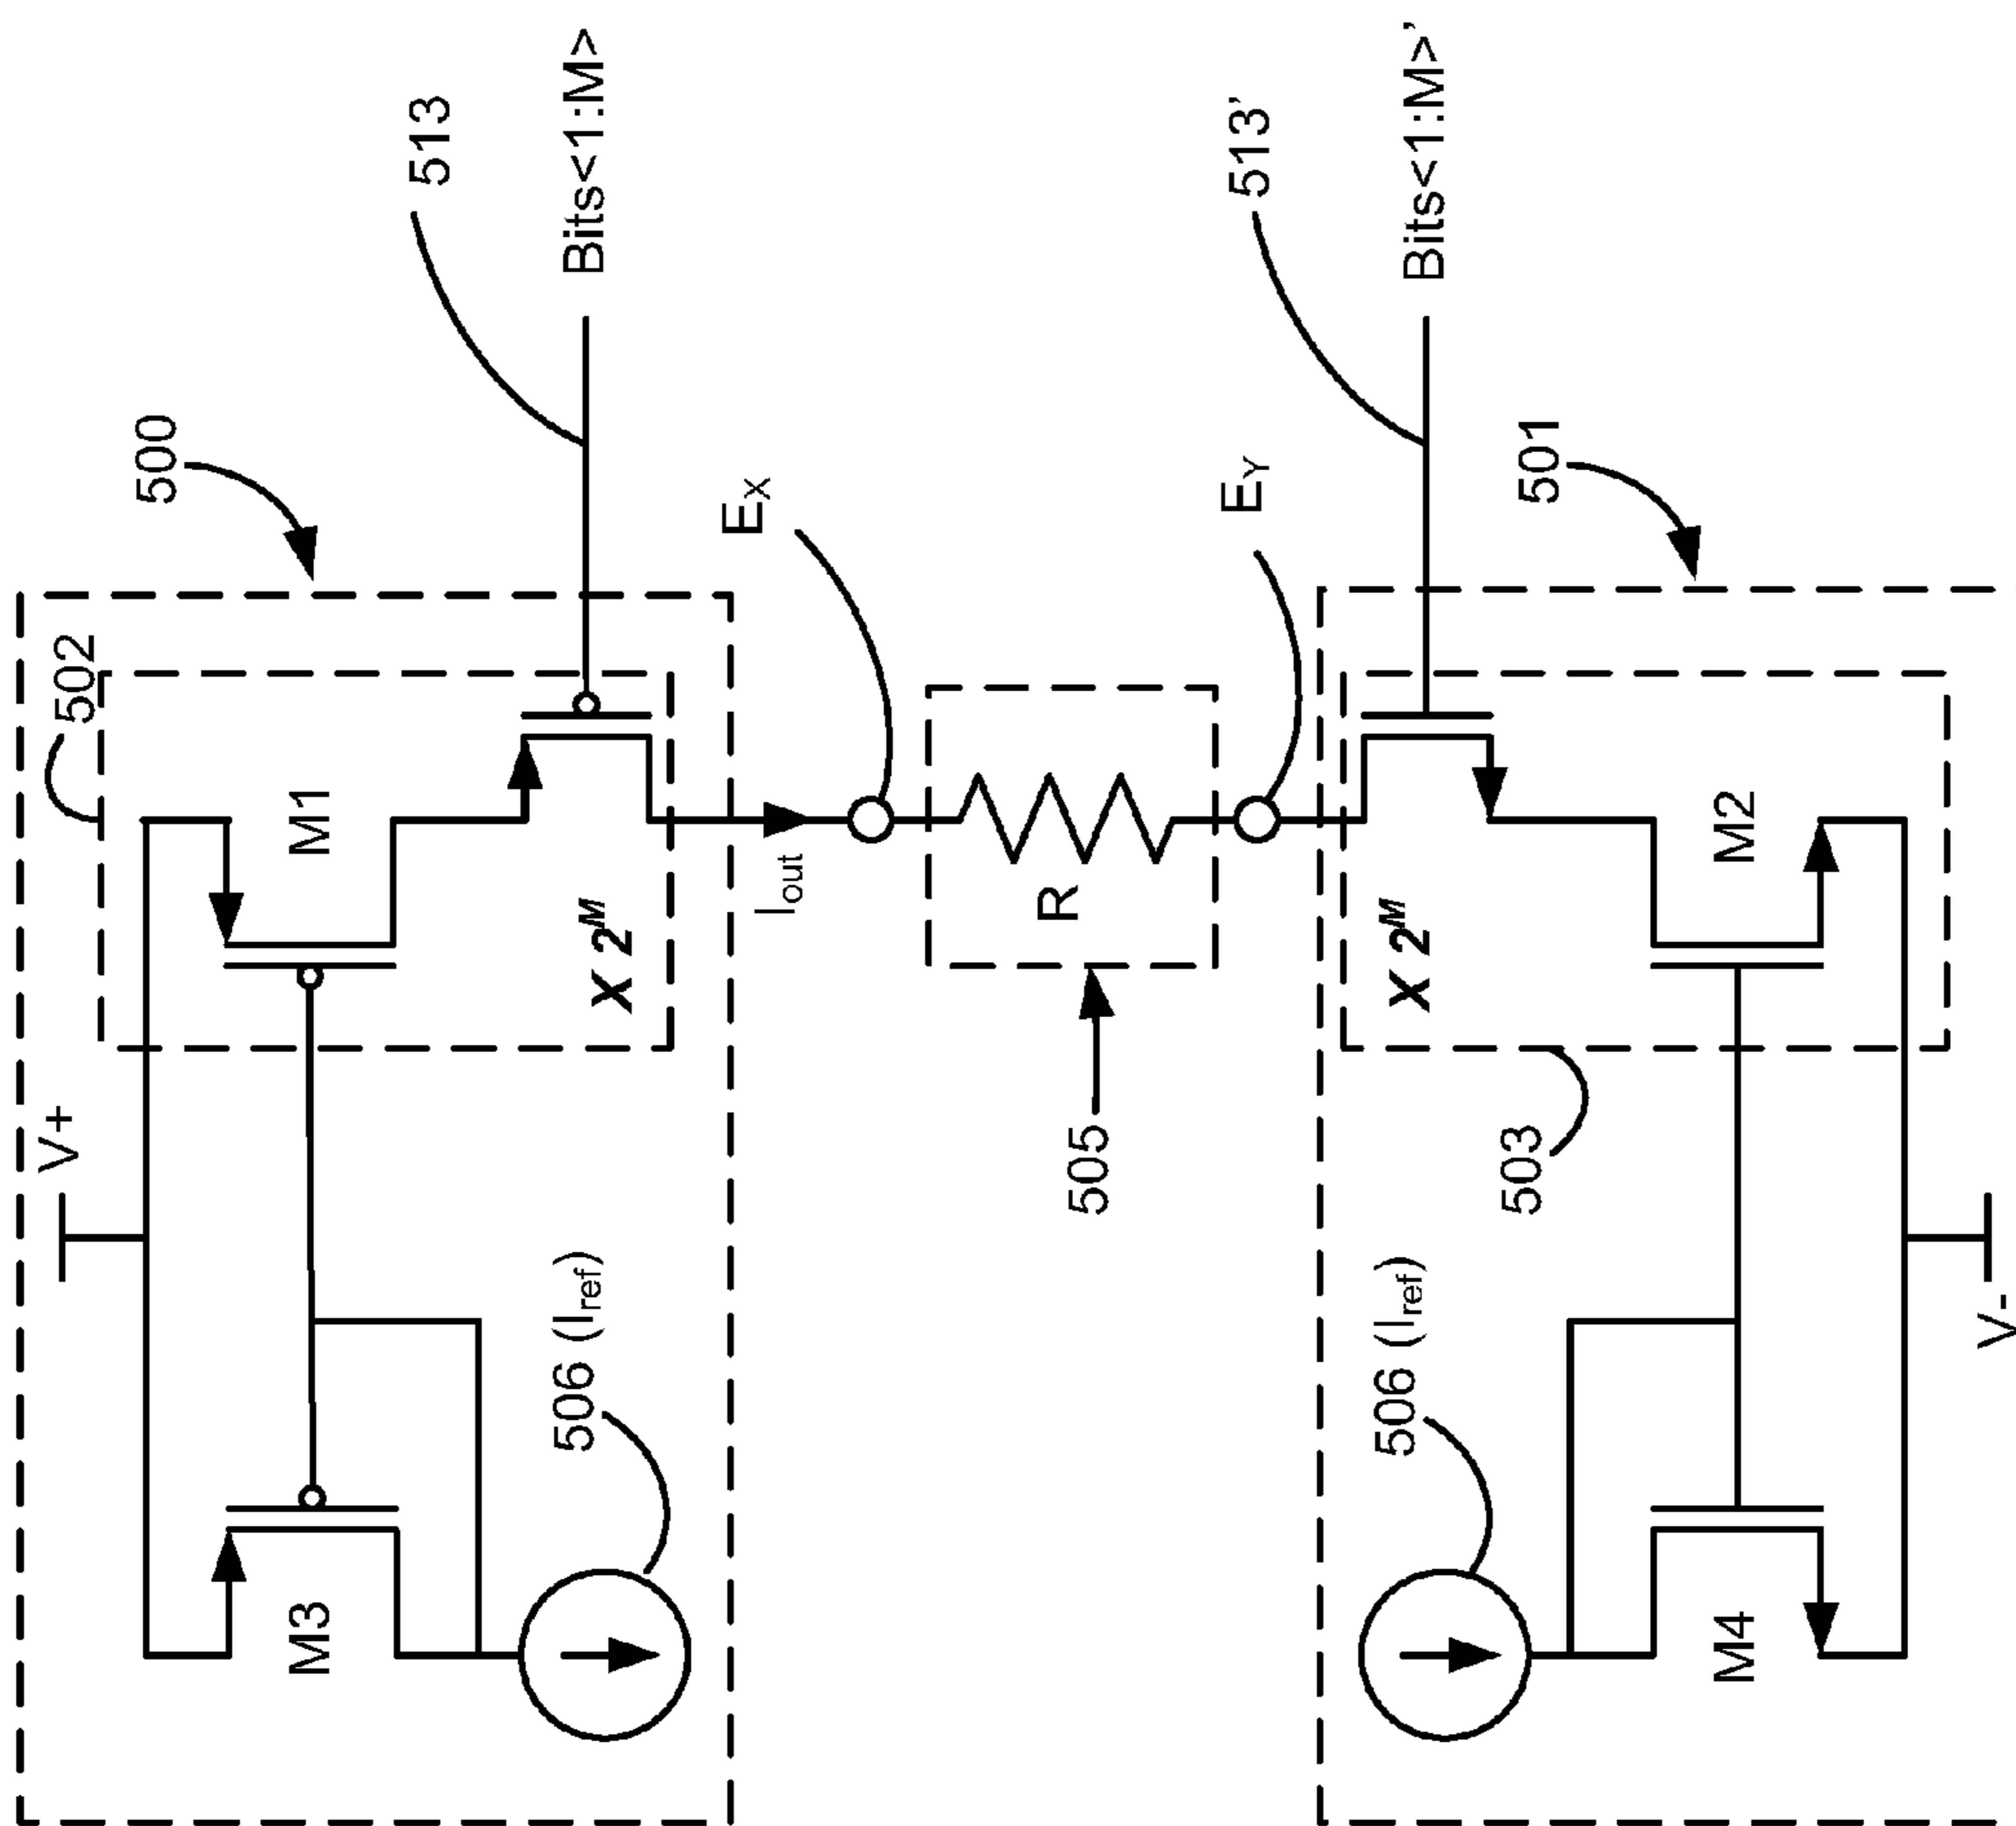 500
513
Bits<1:M>
502
V+
M1
M3
x 2^M
506 (Iref)
Iout
EX
R
505
EY
513'
Bits<1:M>'
501
x 2^M
503
506 (Iref)
M2
M4
V-